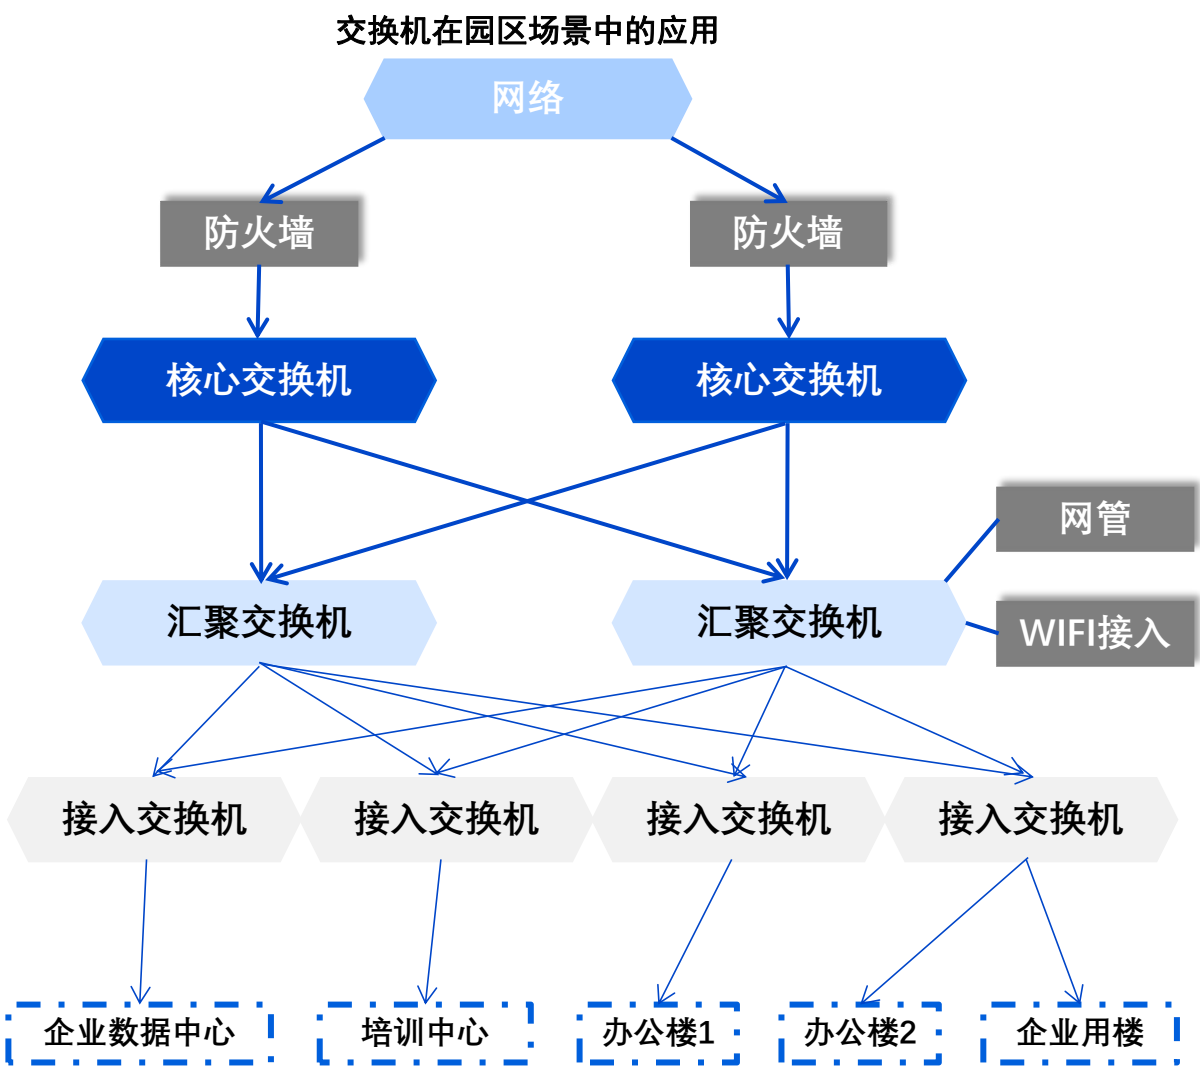 交换机在园区场景中的应用
网络
防火墙
防火墙
核心交换机
核心交换机
网管
汇聚交换机
汇聚交换机
WIFI接入
接入交换机
接入交换机
接入交换机
接入交换机
企业数据中心
培训中心
办公楼1
办公楼2
企业用楼